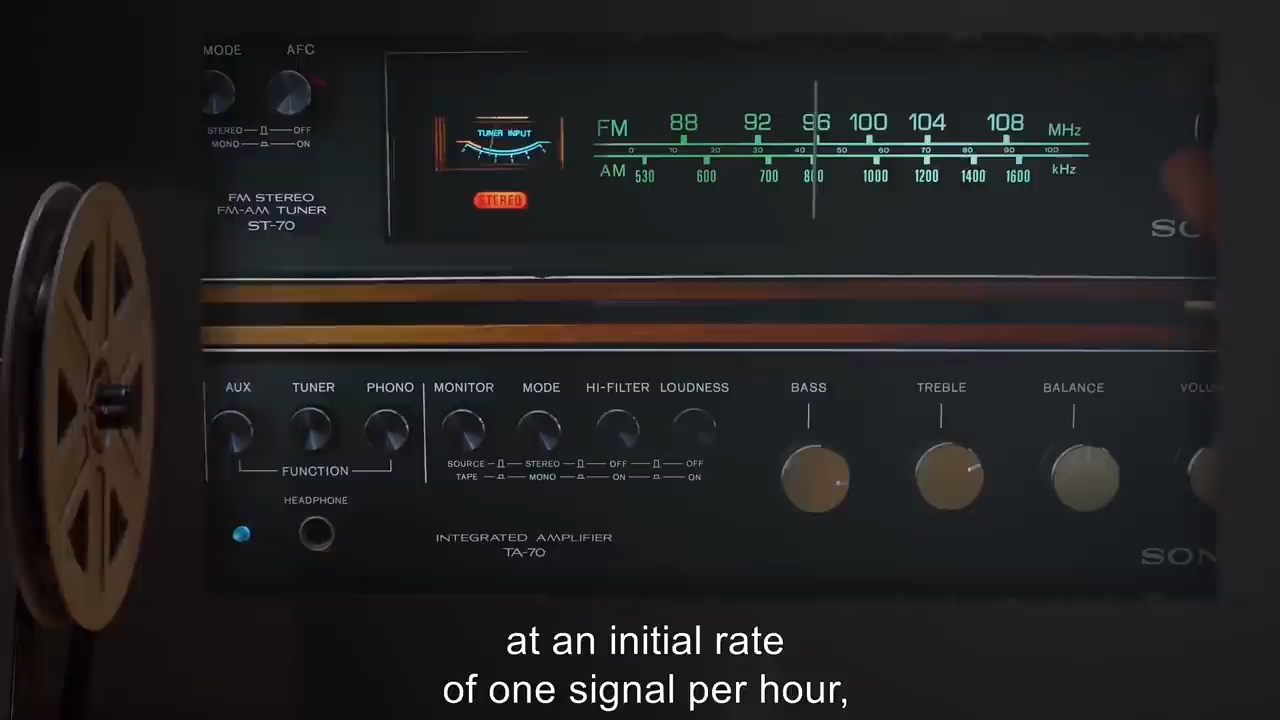 MODE AFC
STEREO OFF
MONO ON
FM STEREO
FM-AM TUNER
ST-70
TUNER INPUT
STEREO
FM 88 92 96 100 104 108 MHz
0 10 20 30 40 50 60 70 80 90 100
AM 530 600 700 800 1000 1200 1400 1600 kHz
AUX TUNER PHONO MONITOR MODE HI-FILTER LOUDNESS BASS TREBLE BALANCE
SOURCE STEREO OFF OFF
TAPE MONO ON ON
FUNCTION
HEADPHONE
INTEGRATED AMPLIFIER
TA-70
at an initial rate
of one signal per hour,